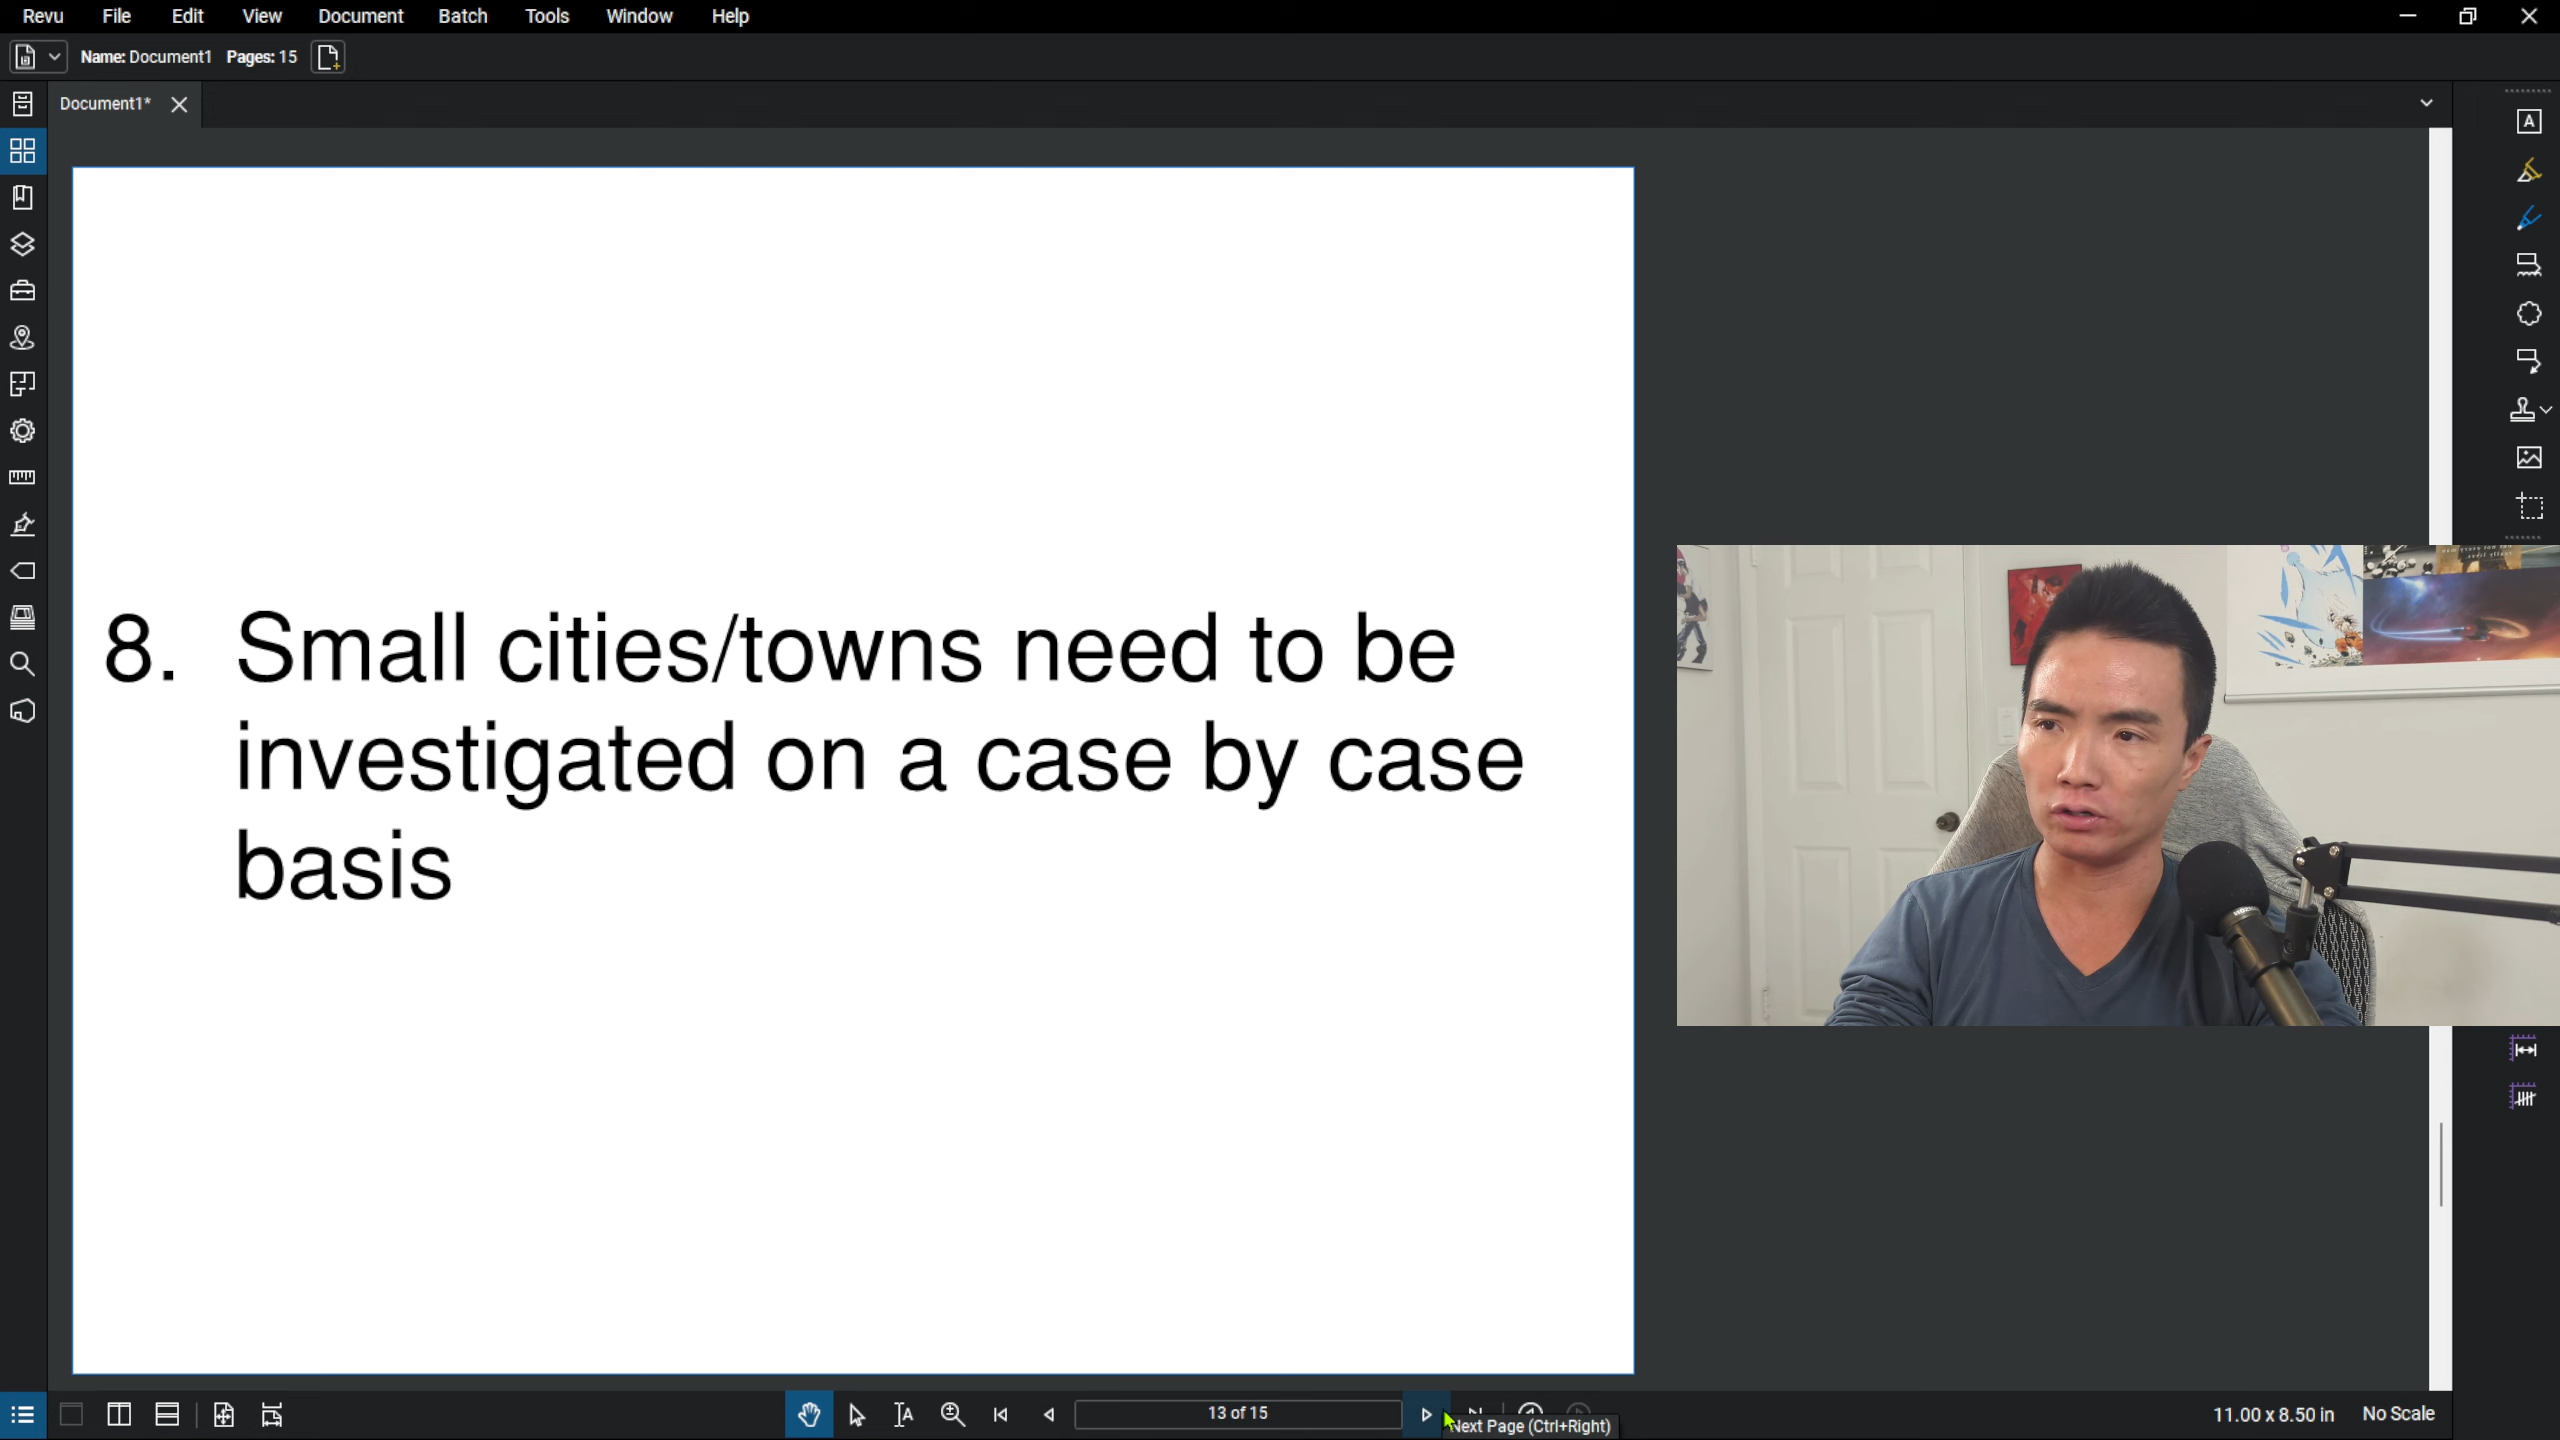 Revu File Edit View Document Batch Tools Window Help
Name: Document1 Pages: 15
Document1*
8. Small cities/towns need to be
investigated on a case by case
basis
13 of 15
Next Page (Ctrl+Right)
11.00 x 8.50 in No Scale